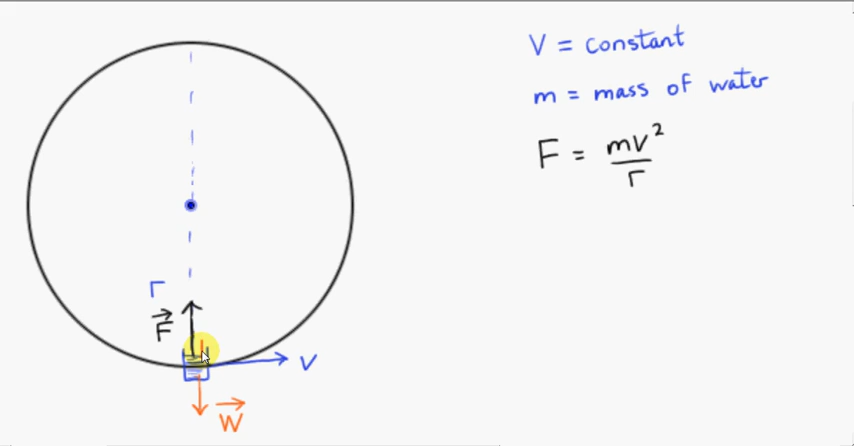 V = constant
m = mass of water
F = mv²/r
r
F
V
W